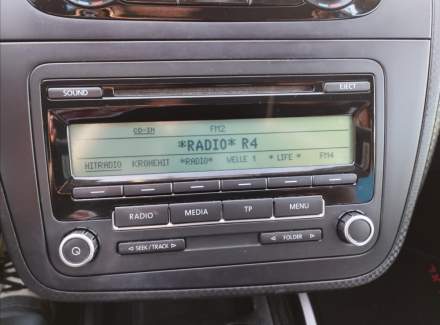 SOUND
EJECT
CD-IN FM2
*RADIO* R4
HITRADIO KRONEHIT *RADIO* WELLE 1 * LIFE * FM4
RADIO MEDIA TP MENU
SEEK/TRACK FOLDER